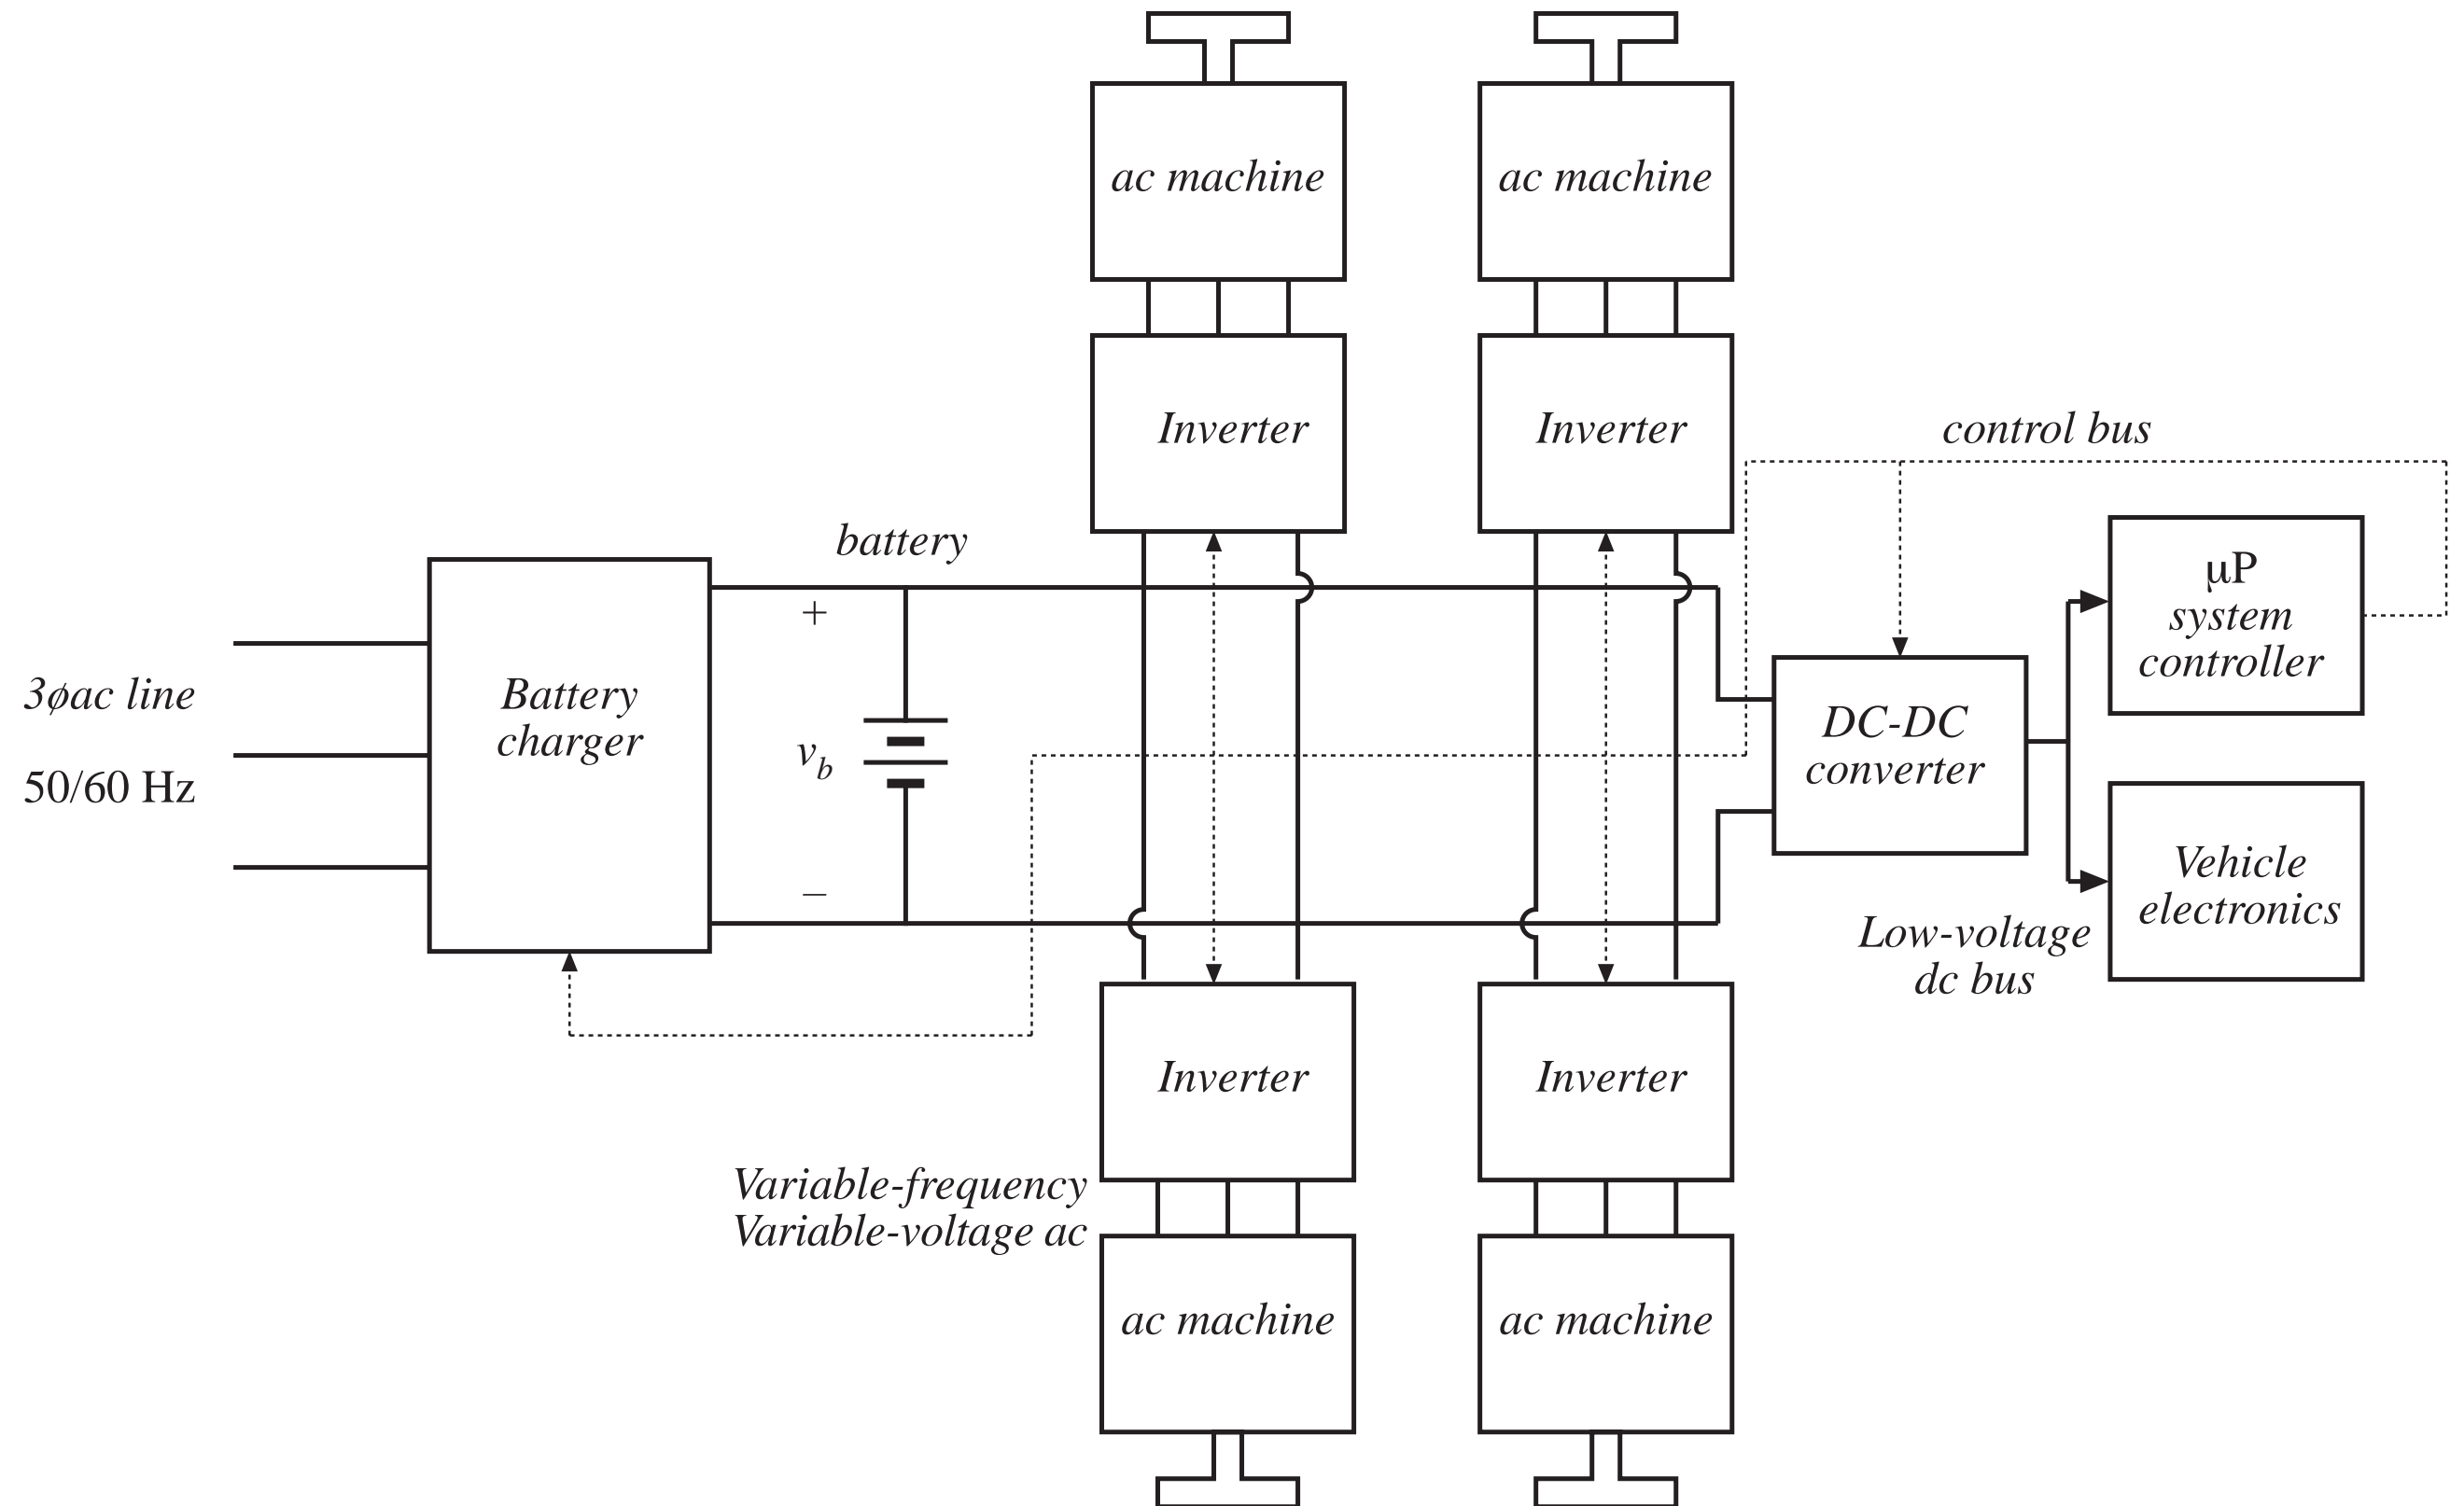 ac machine
ac machine
Inverter
Inverter
control bus
battery
+
μP
system
controller
3ϕac line
50/60 Hz
Battery
charger
vb
DC-DC
converter
–
Vehicle
electronics
Low-voltage
dc bus
Inverter
Inverter
Variable-frequency
Variable-voltage ac
ac machine
ac machine